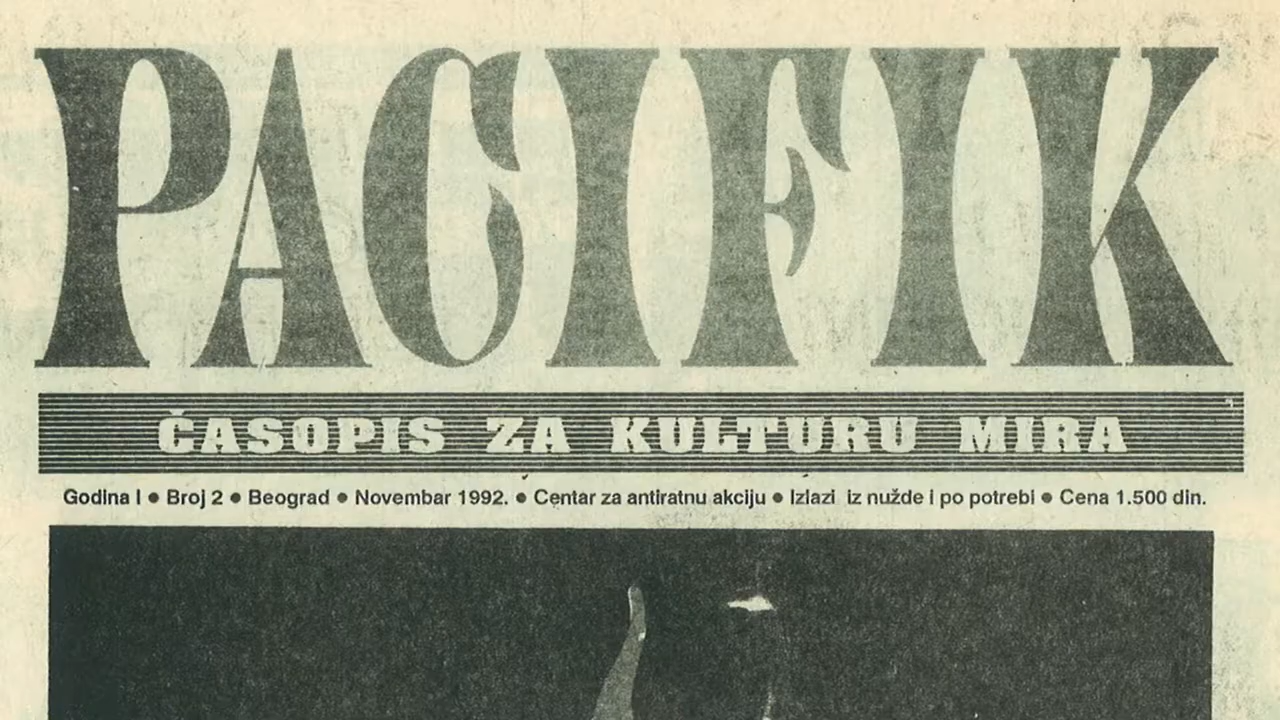 PACIFIK
ČASOPIS ZA KULTURU MIRA
Godina I ● Broj 2 ● Beograd ● Novembar 1992. ● Centar za antiratnu akciju ● Izlazi iz nužde i po potrebi ● Cena 1.500 din.